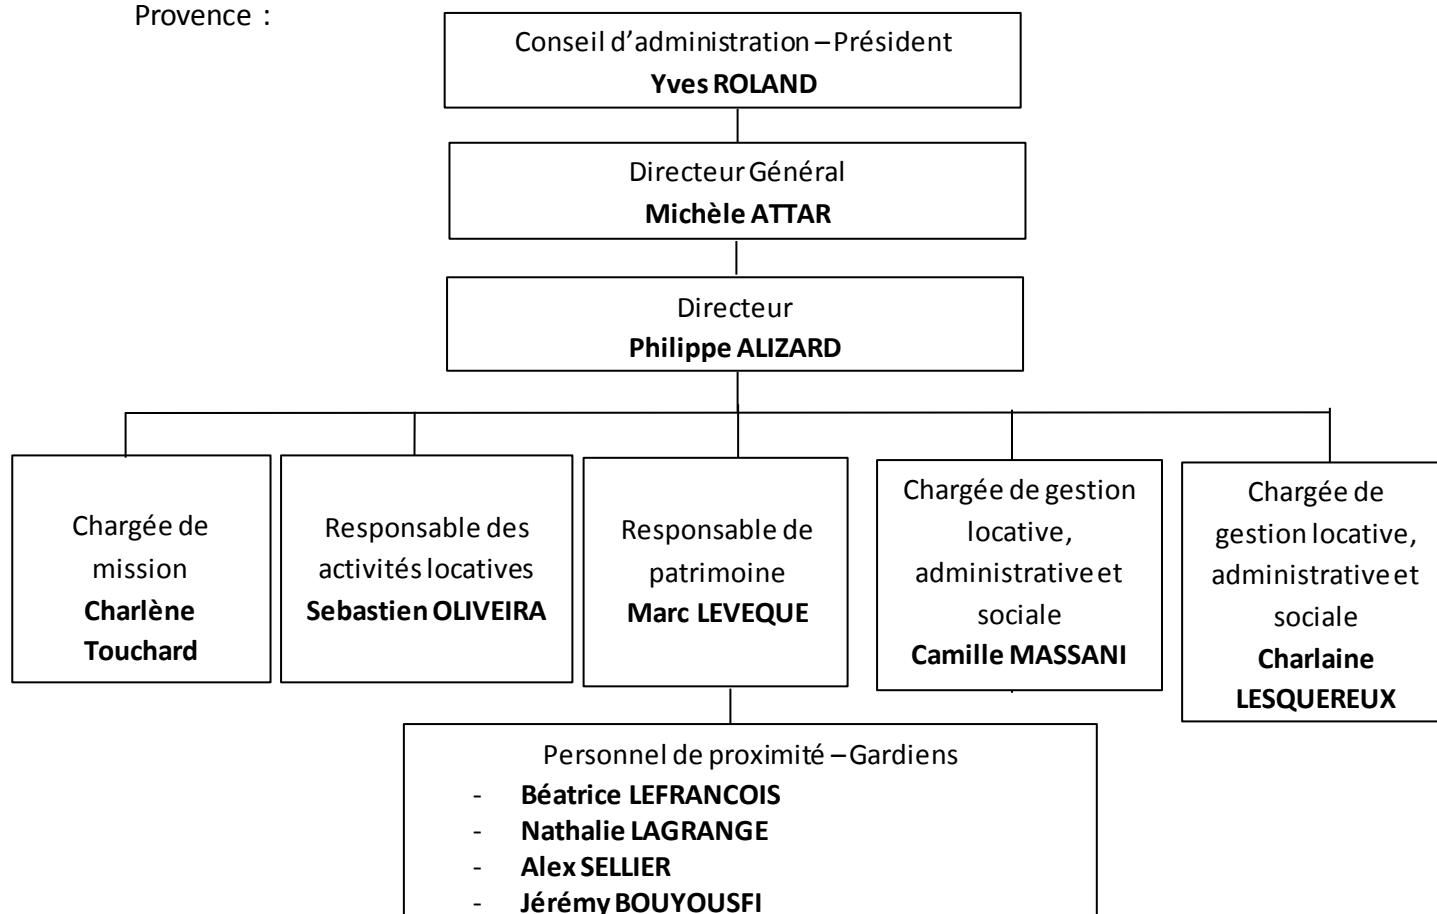 Provence :
Conseil d’administration – Président
Yves ROLAND
Directeur Général
Michèle ATTAR
Directeur
Philippe ALIZARD
Chargée de
mission
Charlène
Touchard
Responsable des
activités locatives
Sebastien OLIVEIRA
Responsable de
patrimoine
Marc LEVEQUE
Chargée de gestion
locative,
administrative et
sociale
Camille MASSANI
Chargée de
gestion locative,
administrative et
sociale
Charlaine
LESQUEREUX
Personnel de proximité – Gardiens
- Béatrice LEFRANCOIS
- Nathalie LAGRANGE
- Alex SELLIER
- Jérémy BOUYOUSFI